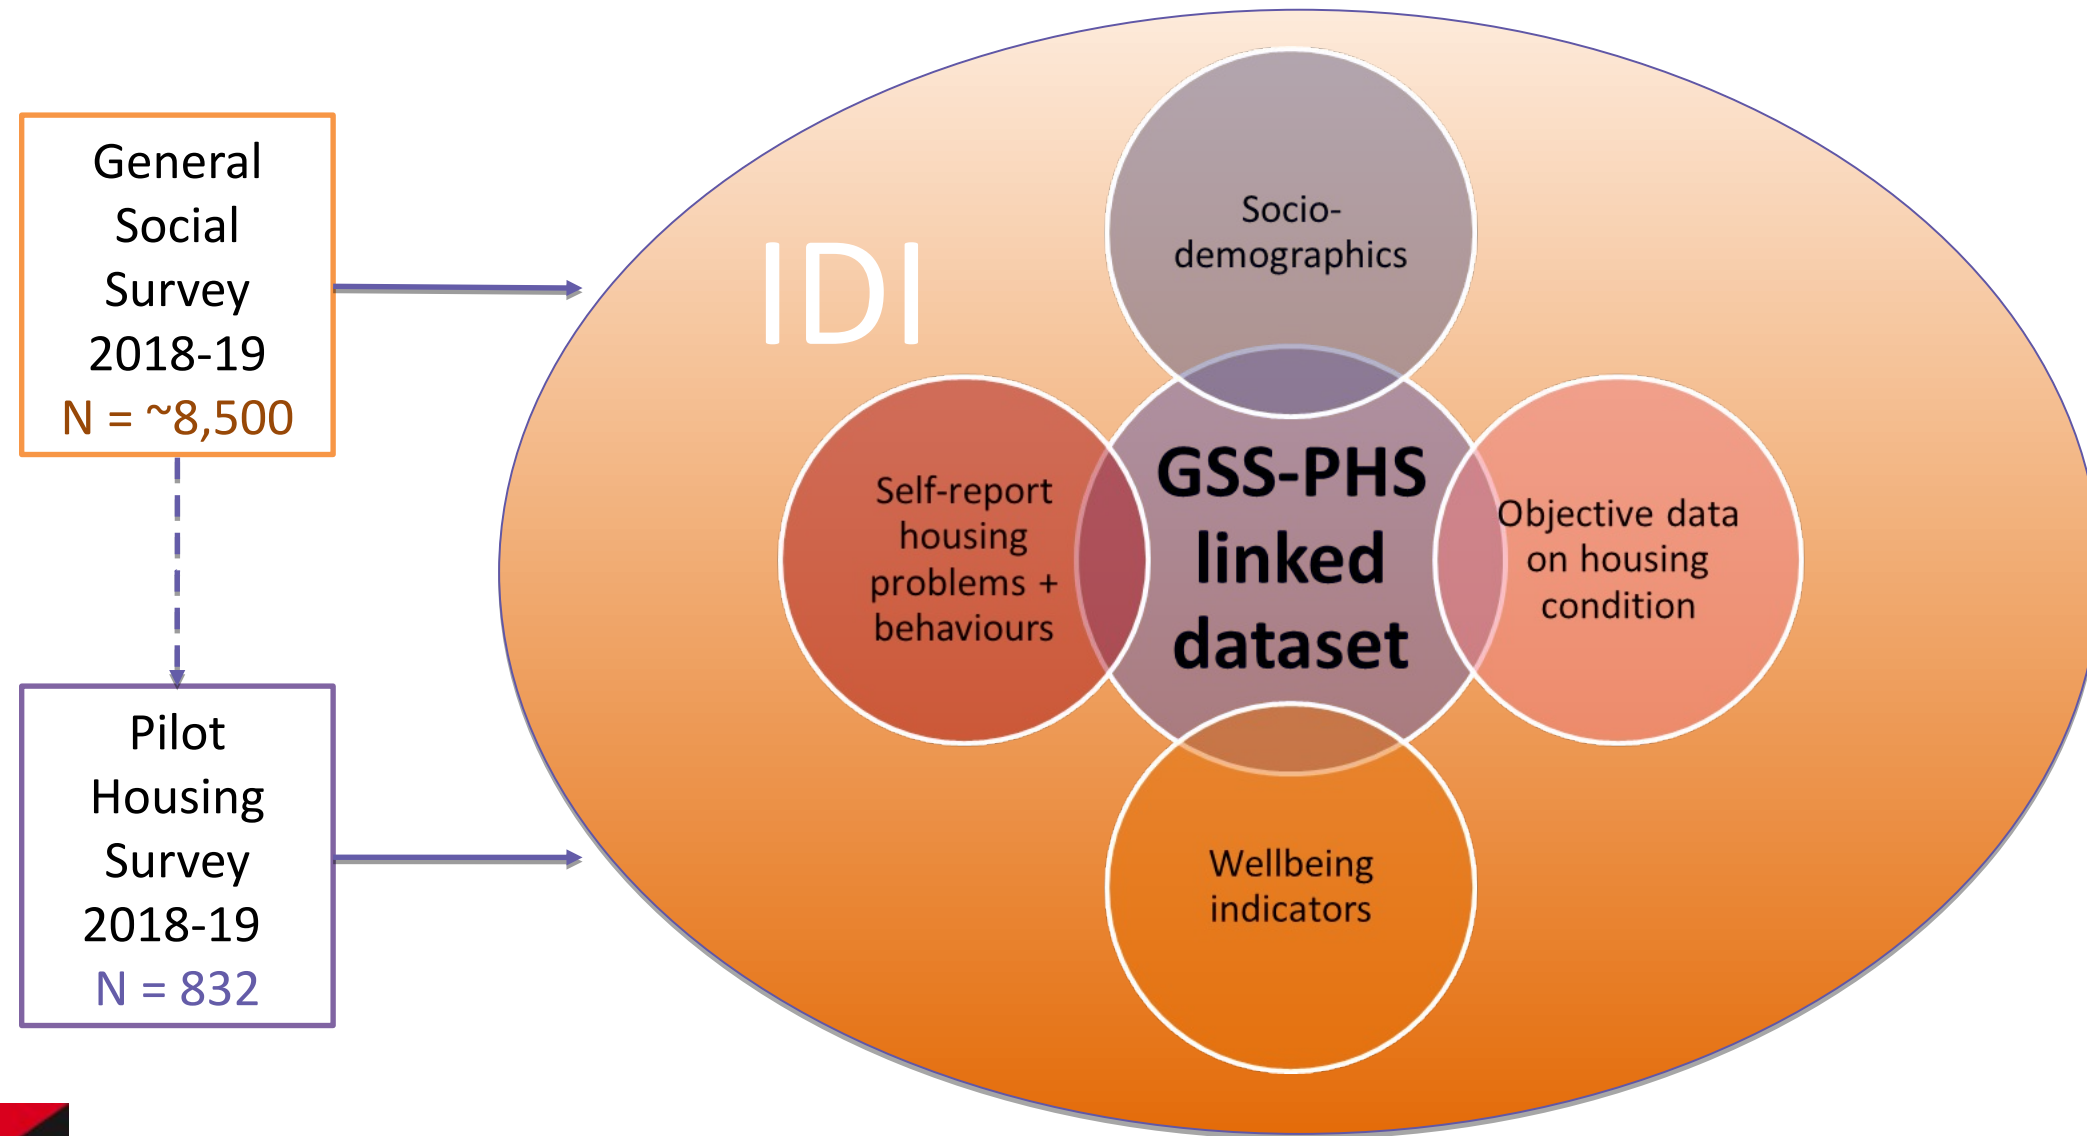 General
Social
Survey
2018-19
N = ~8,500
Pilot
Housing
Survey
2018-19
N = 832
IDI
Socio-
demographics
Self-report
housing
problems +
behaviours
GSS-PHS
linked
dataset
Objective data
on housing
condition
Wellbeing
indicators